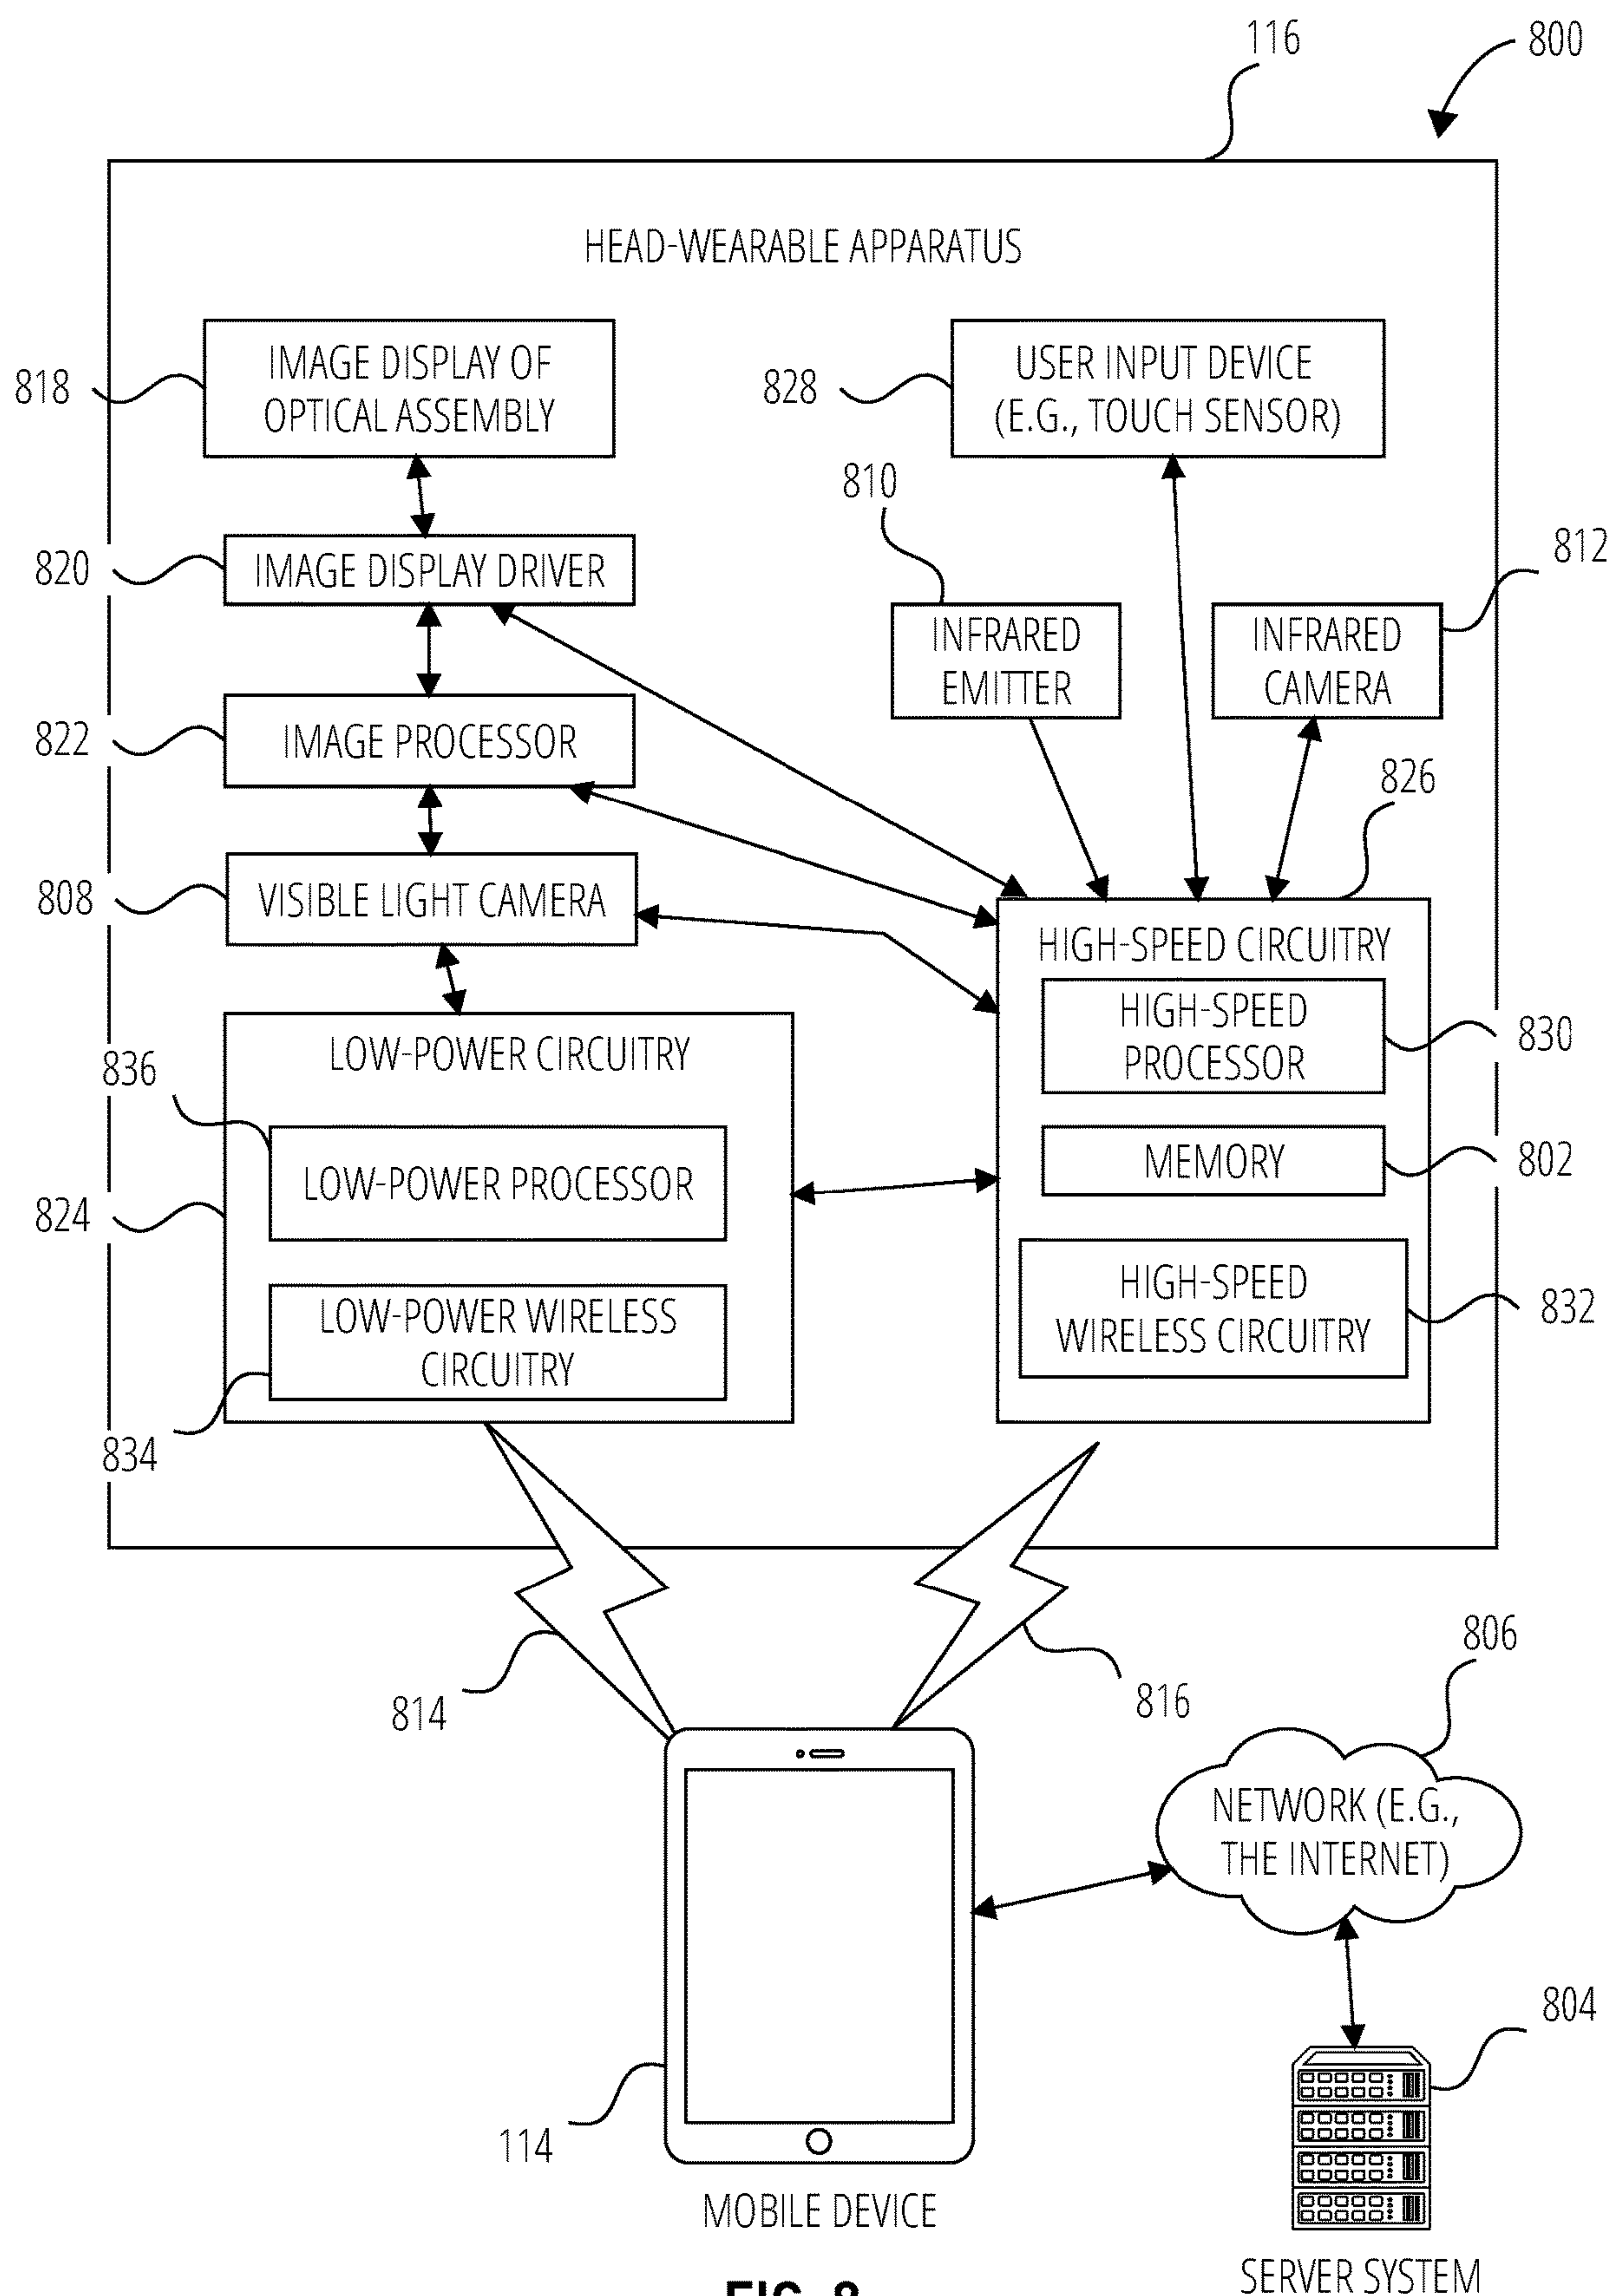 116
800
HEAD-WEARABLE APPARATUS
818
IMAGE DISPLAY OF
OPTICAL ASSEMBLY
828
USER INPUT DEVICE
(E.G., TOUCH SENSOR)
810
812
820
IMAGE DISPLAY DRIVER
INFRARED
EMITTER
INFRARED
CAMERA
822
IMAGE PROCESSOR
826
808
VISIBLE LIGHT CAMERA
HIGH-SPEED CIRCUITRY
HIGH-SPEED
PROCESSOR
830
LOW-POWER CIRCUITRY
836
LOW-POWER PROCESSOR
MEMORY
802
824
LOW-POWER WIRELESS
CIRCUITRY
HIGH-SPEED
WIRELESS CIRCUITRY
832
834
814
816
806
NETWORK (E.G.,
THE INTERNET)
804
114
MOBILE DEVICE
SERVER SYSTEM
FIG. 8